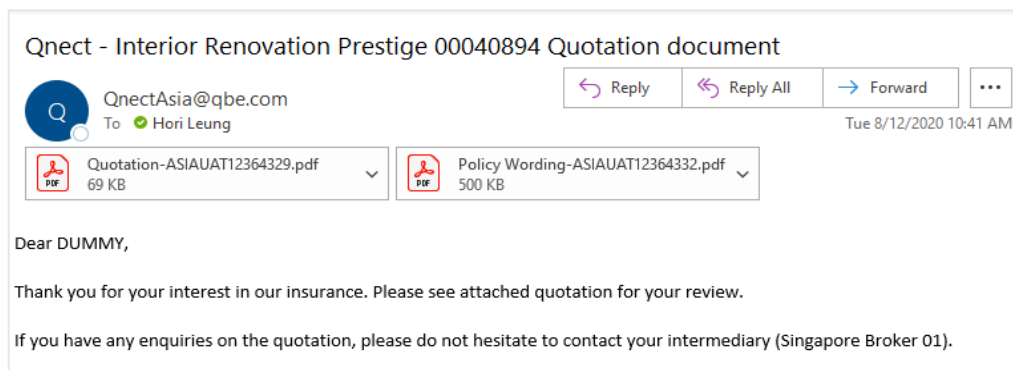 Qnect - Interior Renovation Prestige 00040894 Quotation document
Reply
Reply All
Forward
...
Q
QnectAsia@qbe.com
To Hori Leung
Tue 8/12/2020 10:41 AM
PDF
Quotation-ASIAUAT12364329.pdf
69 KB
PDF
Policy Wording-ASIAUAT12364332.pdf
500 KB
Dear DUMMY,
Thank you for your interest in our insurance. Please see attached quotation for your review.
If you have any enquiries on the quotation, please do not hesitate to contact your intermediary (Singapore Broker 01).